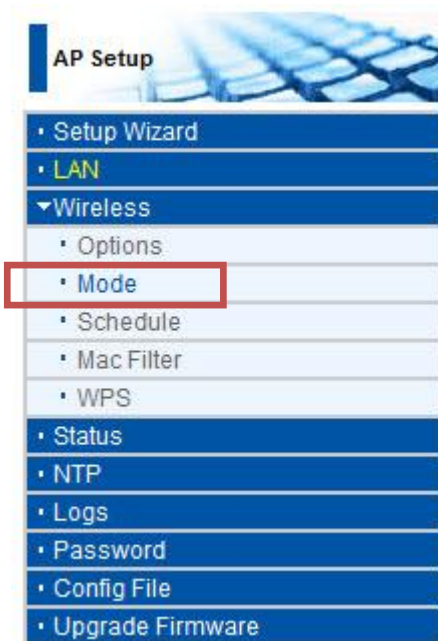 AP Setup
Setup Wizard
LAN
Wireless
Options
Mode
Schedule
Mac Filter
WPS
Status
NTP
Logs
Password
Config File
Upgrade Firmware